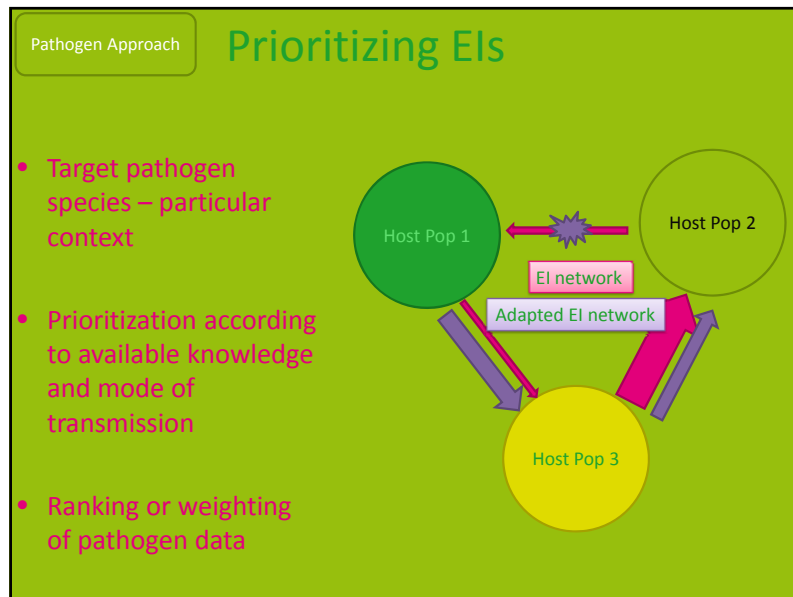 Pathogen Approach
Prioritizing EIs
• Target pathogen
species – particular
context
• Prioritization according
to available knowledge
and mode of
transmission
• Ranking or weighting
of pathogen data
Host Pop 1
Host Pop 2
EI network
Adapted EI network
Host Pop 3